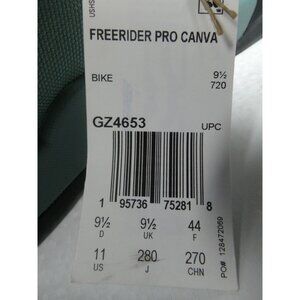 USHS
FREERIDER PRO CANVA
BIKE
9½
720
GZ4653
UPC
1 95736 75281 8
9½ 9½ 44
D UK F
11 280 270
US J CHN
PO# 128472069